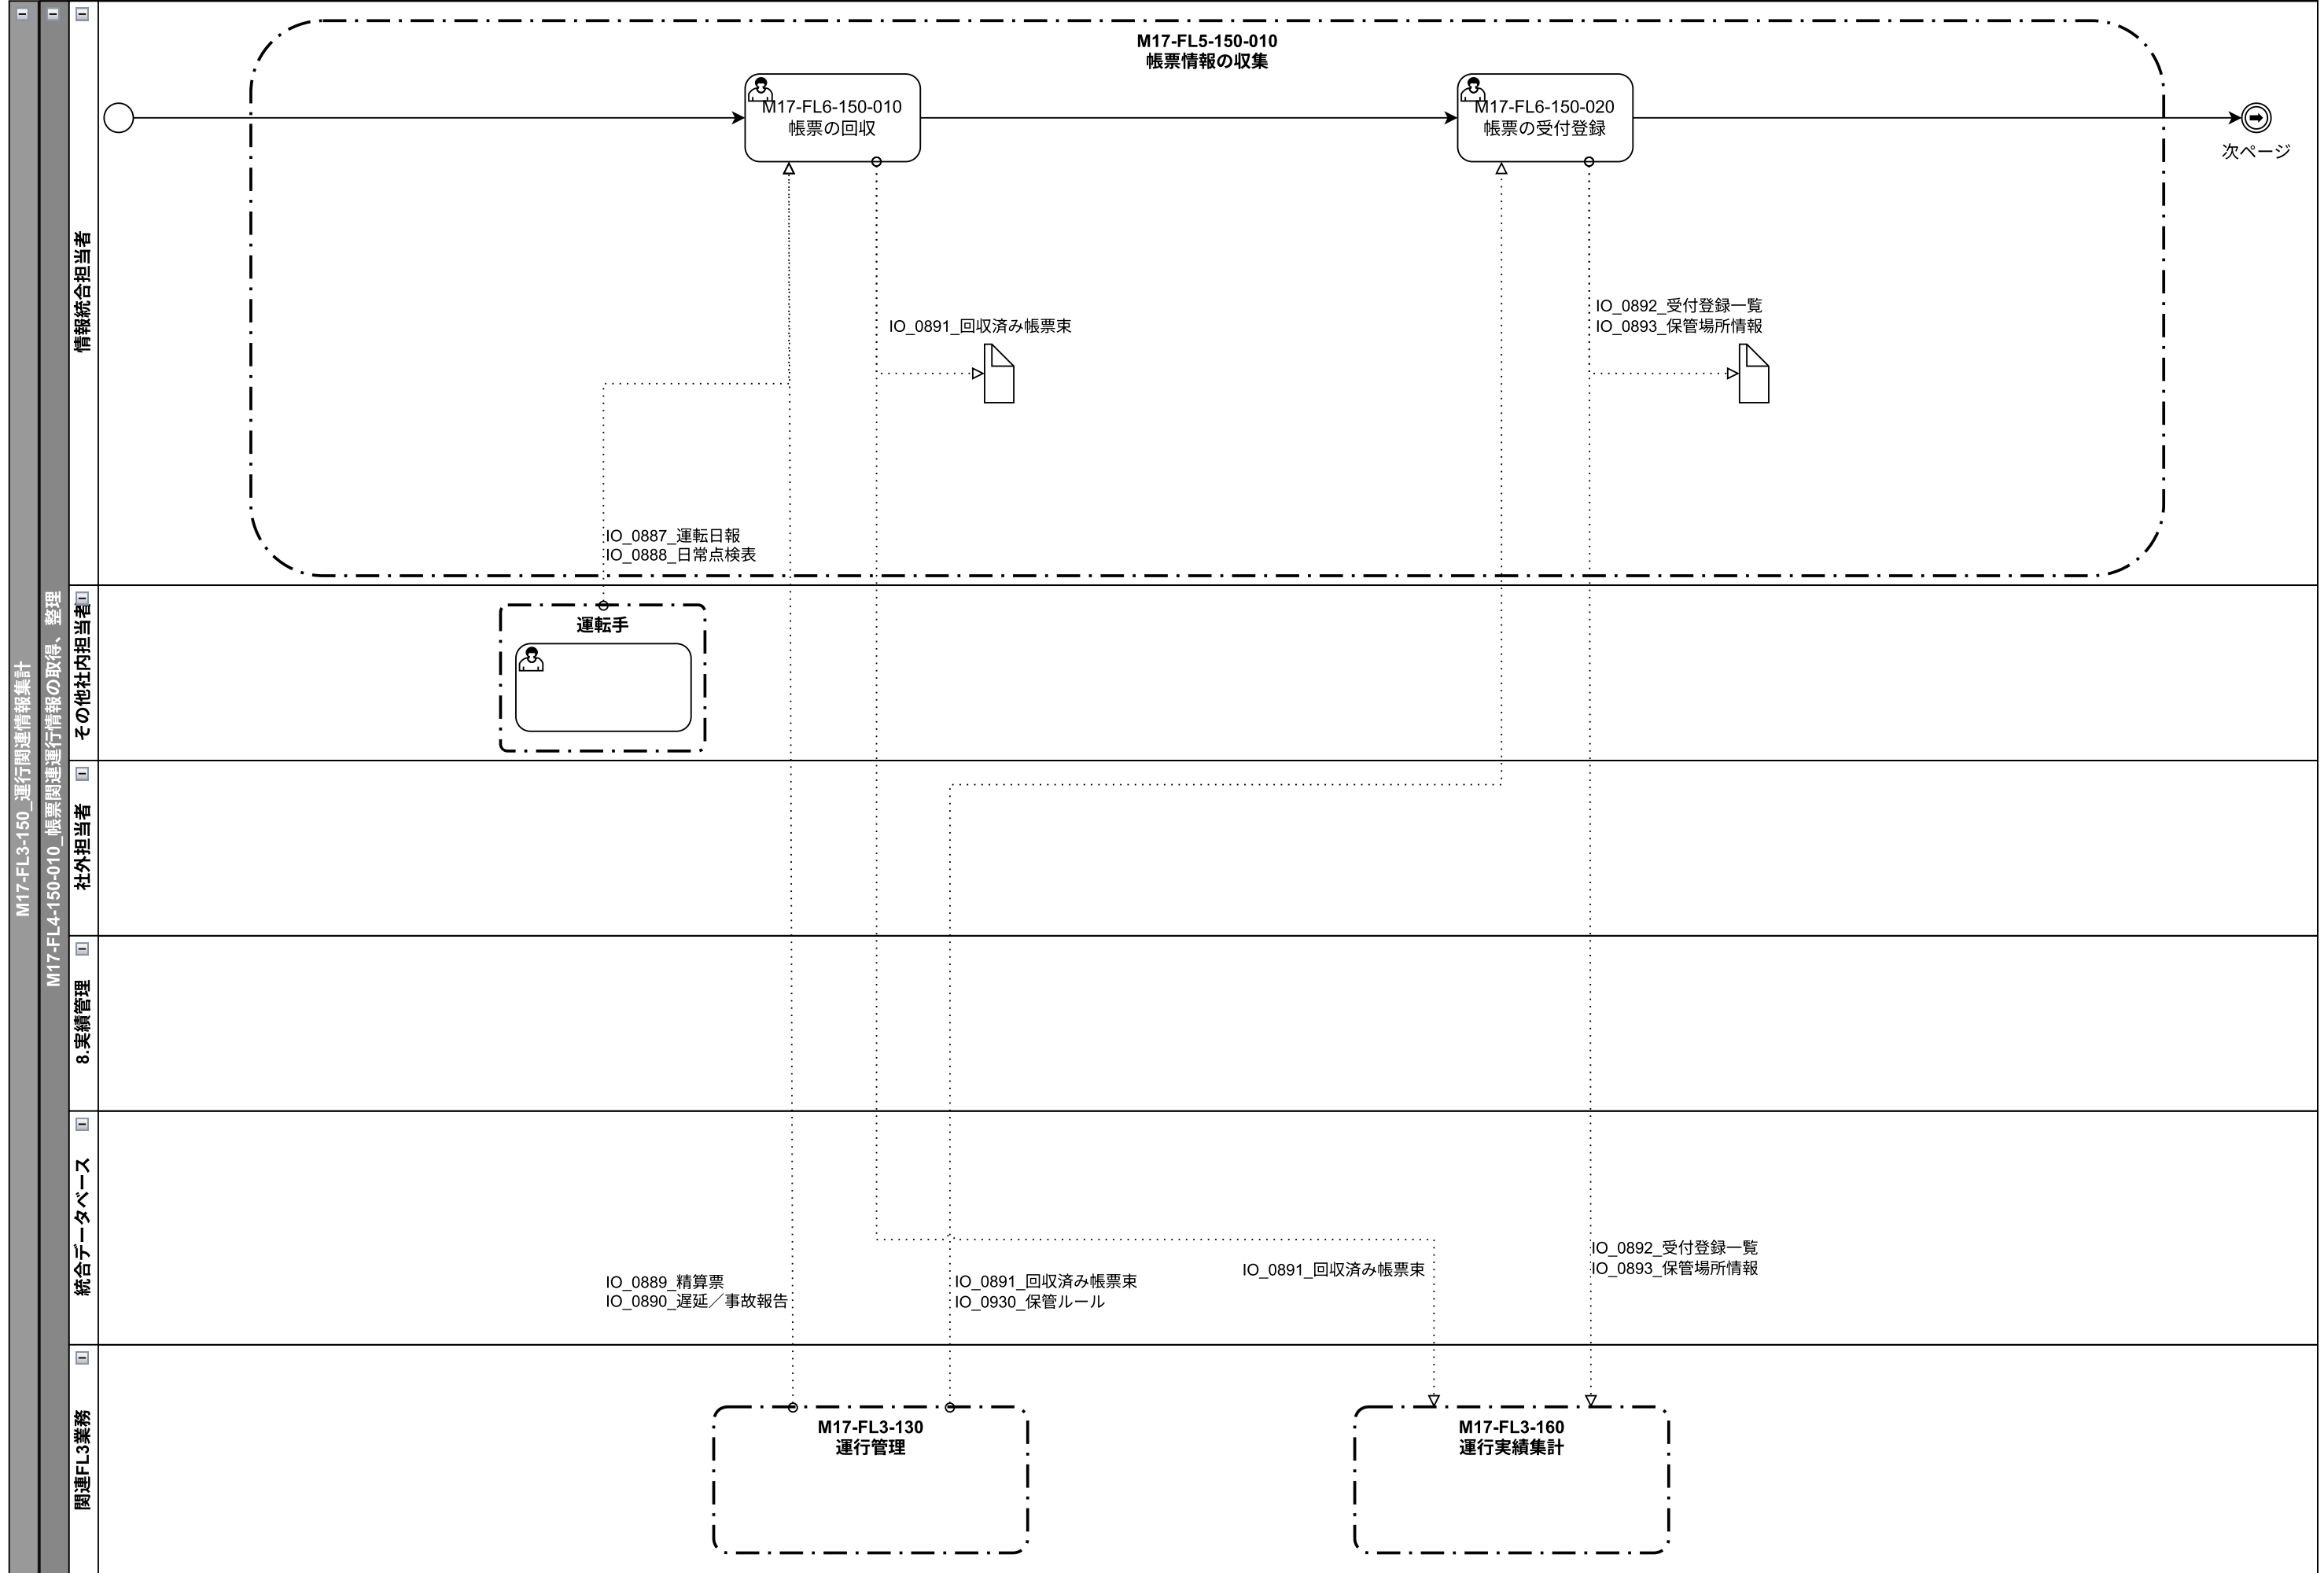 M17-FL3-150_運行関連情報集計
M17-FL4-150-010_帳票関連運行情報の取得、整理
情報統合担当者
M17-FL5-150-010
帳票情報の収集
M17-FL6-150-010
帳票の回収
M17-FL6-150-020
帳票の受付登録
次ページ
IO_0891_回収済み帳票束
IO_0892_受付登録一覧
IO_0893_保管場所情報
IO_0887_運転日報
IO_0888_日常点検表
その他社内担当者
運転手
社外担当者
8.実績管理
統合データベース
IO_0889_精算票
IO_0890_遅延／事故報告
IO_0891_回収済み帳票束
IO_0930_保管ルール
IO_0891_回収済み帳票束
IO_0892_受付登録一覧
IO_0893_保管場所情報
関連FL3業務
M17-FL3-130
運行管理
M17-FL3-160
運行実績集計